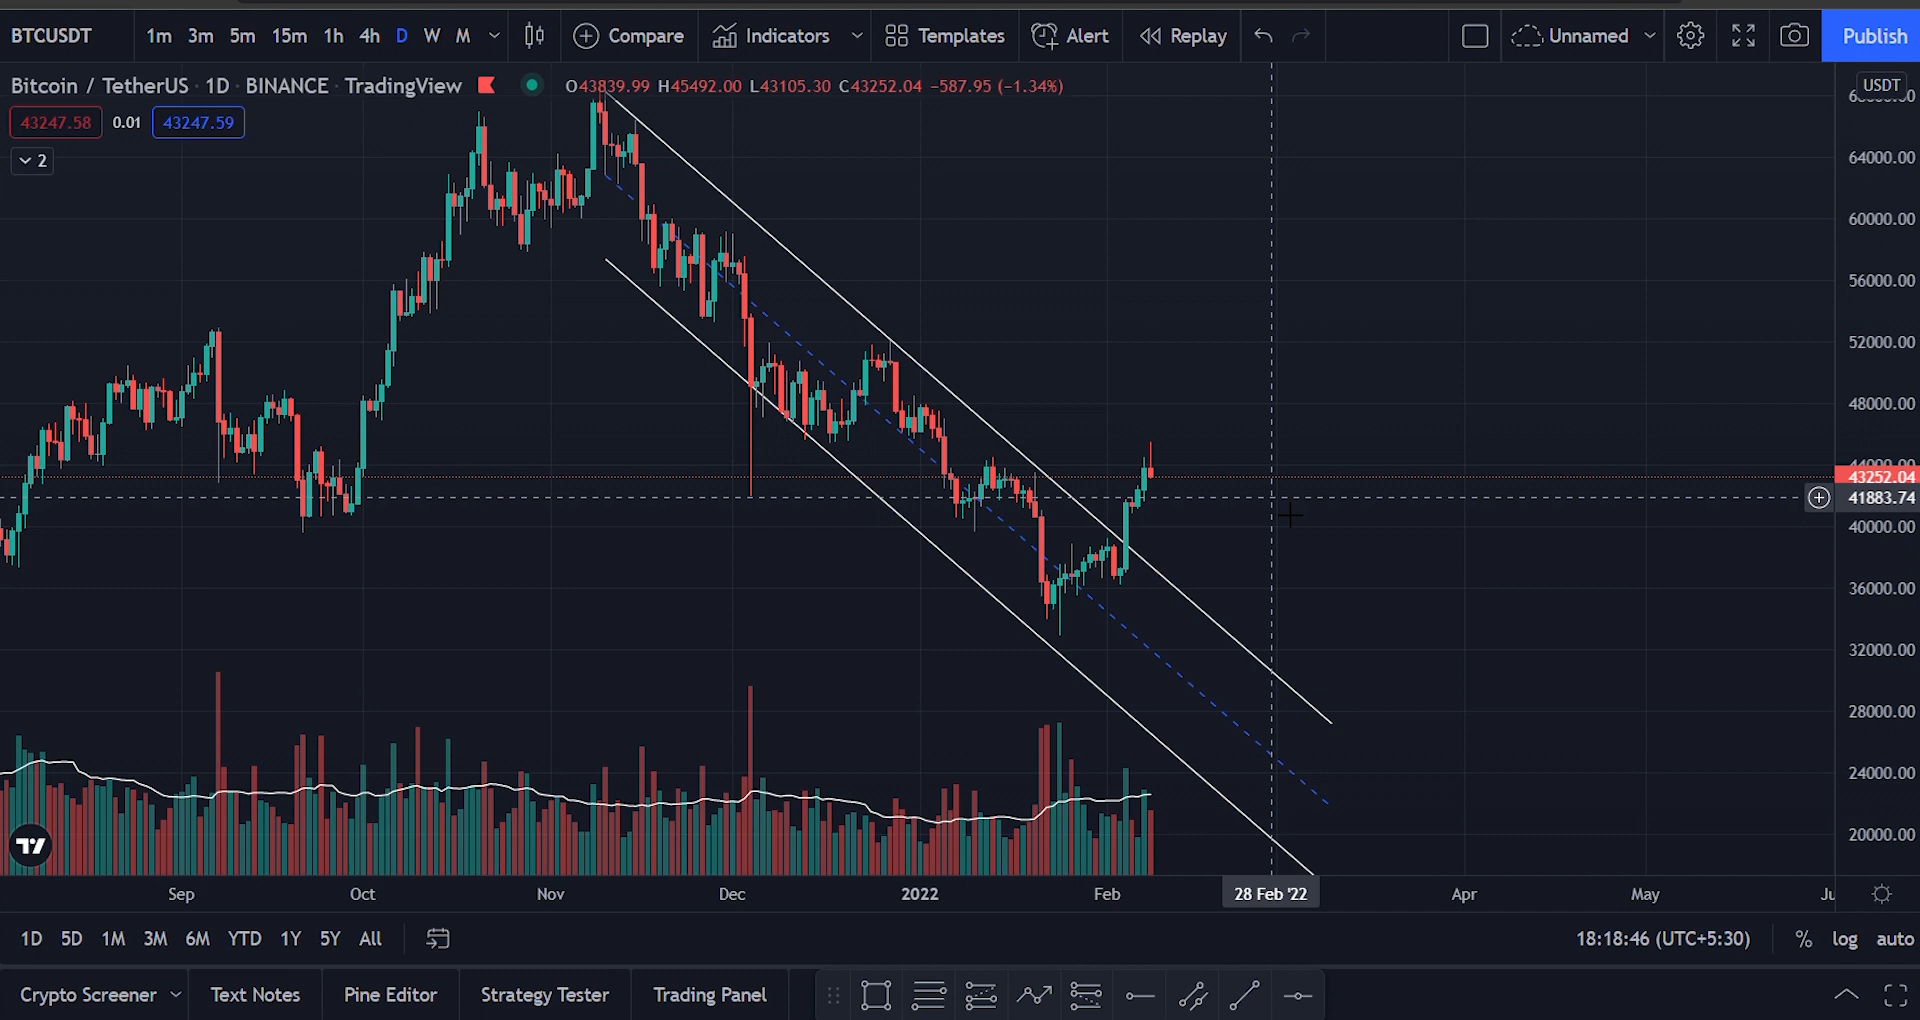 BTCUSDT 1m 3m 5m 15m 1h 4h D W M Compare Indicators Templates Alert Replay Unnamed Publish
Bitcoin / TetherUS · 1D · BINANCE · TradingView O43839.99 H45492.00 L43105.30 C43252.04 −587.95 (−1.34%) USDT
43247.58 0.01 43247.59
2
64000.00
60000.00
56000.00
52000.00
48000.00
44000.00
43252.04
41883.74
40000.00
36000.00
32000.00
28000.00
24000.00
20000.00
Sep Oct Nov Dec 2022 Feb 28 Feb '22 Apr May
1D 5D 1M 3M 6M YTD 1Y 5Y All 18:18:46 (UTC+5:30) % log auto
Crypto Screener Text Notes Pine Editor Strategy Tester Trading Panel